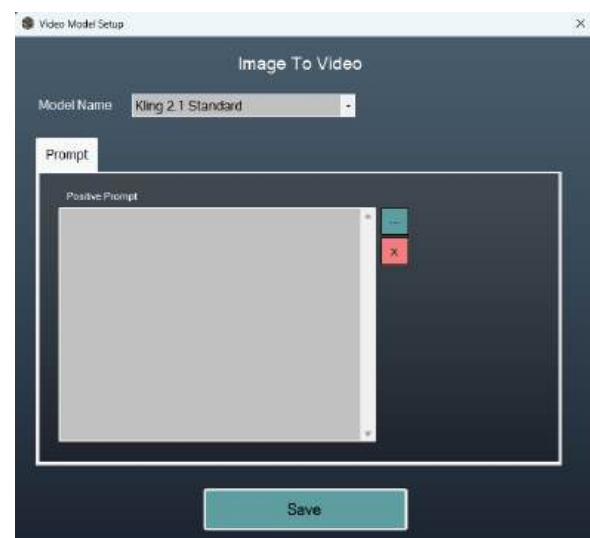 Video Model Setup
Image To Video
Model Name Kling 2.1 Standard
Prompt
Positive Prompt
...
X
Save